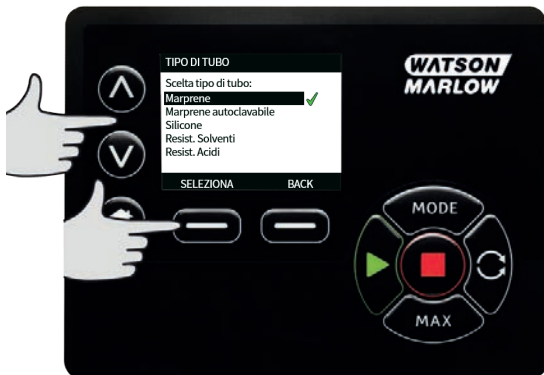 TIPO DI TUBO
Scelta tipo di tubo:
Marprene
Marprene autoclavabile
Silicone
Resist. Solventi
Resist. Acidi
SELEZIONA BACK
WATSON
MARLOW
MODE
MAX